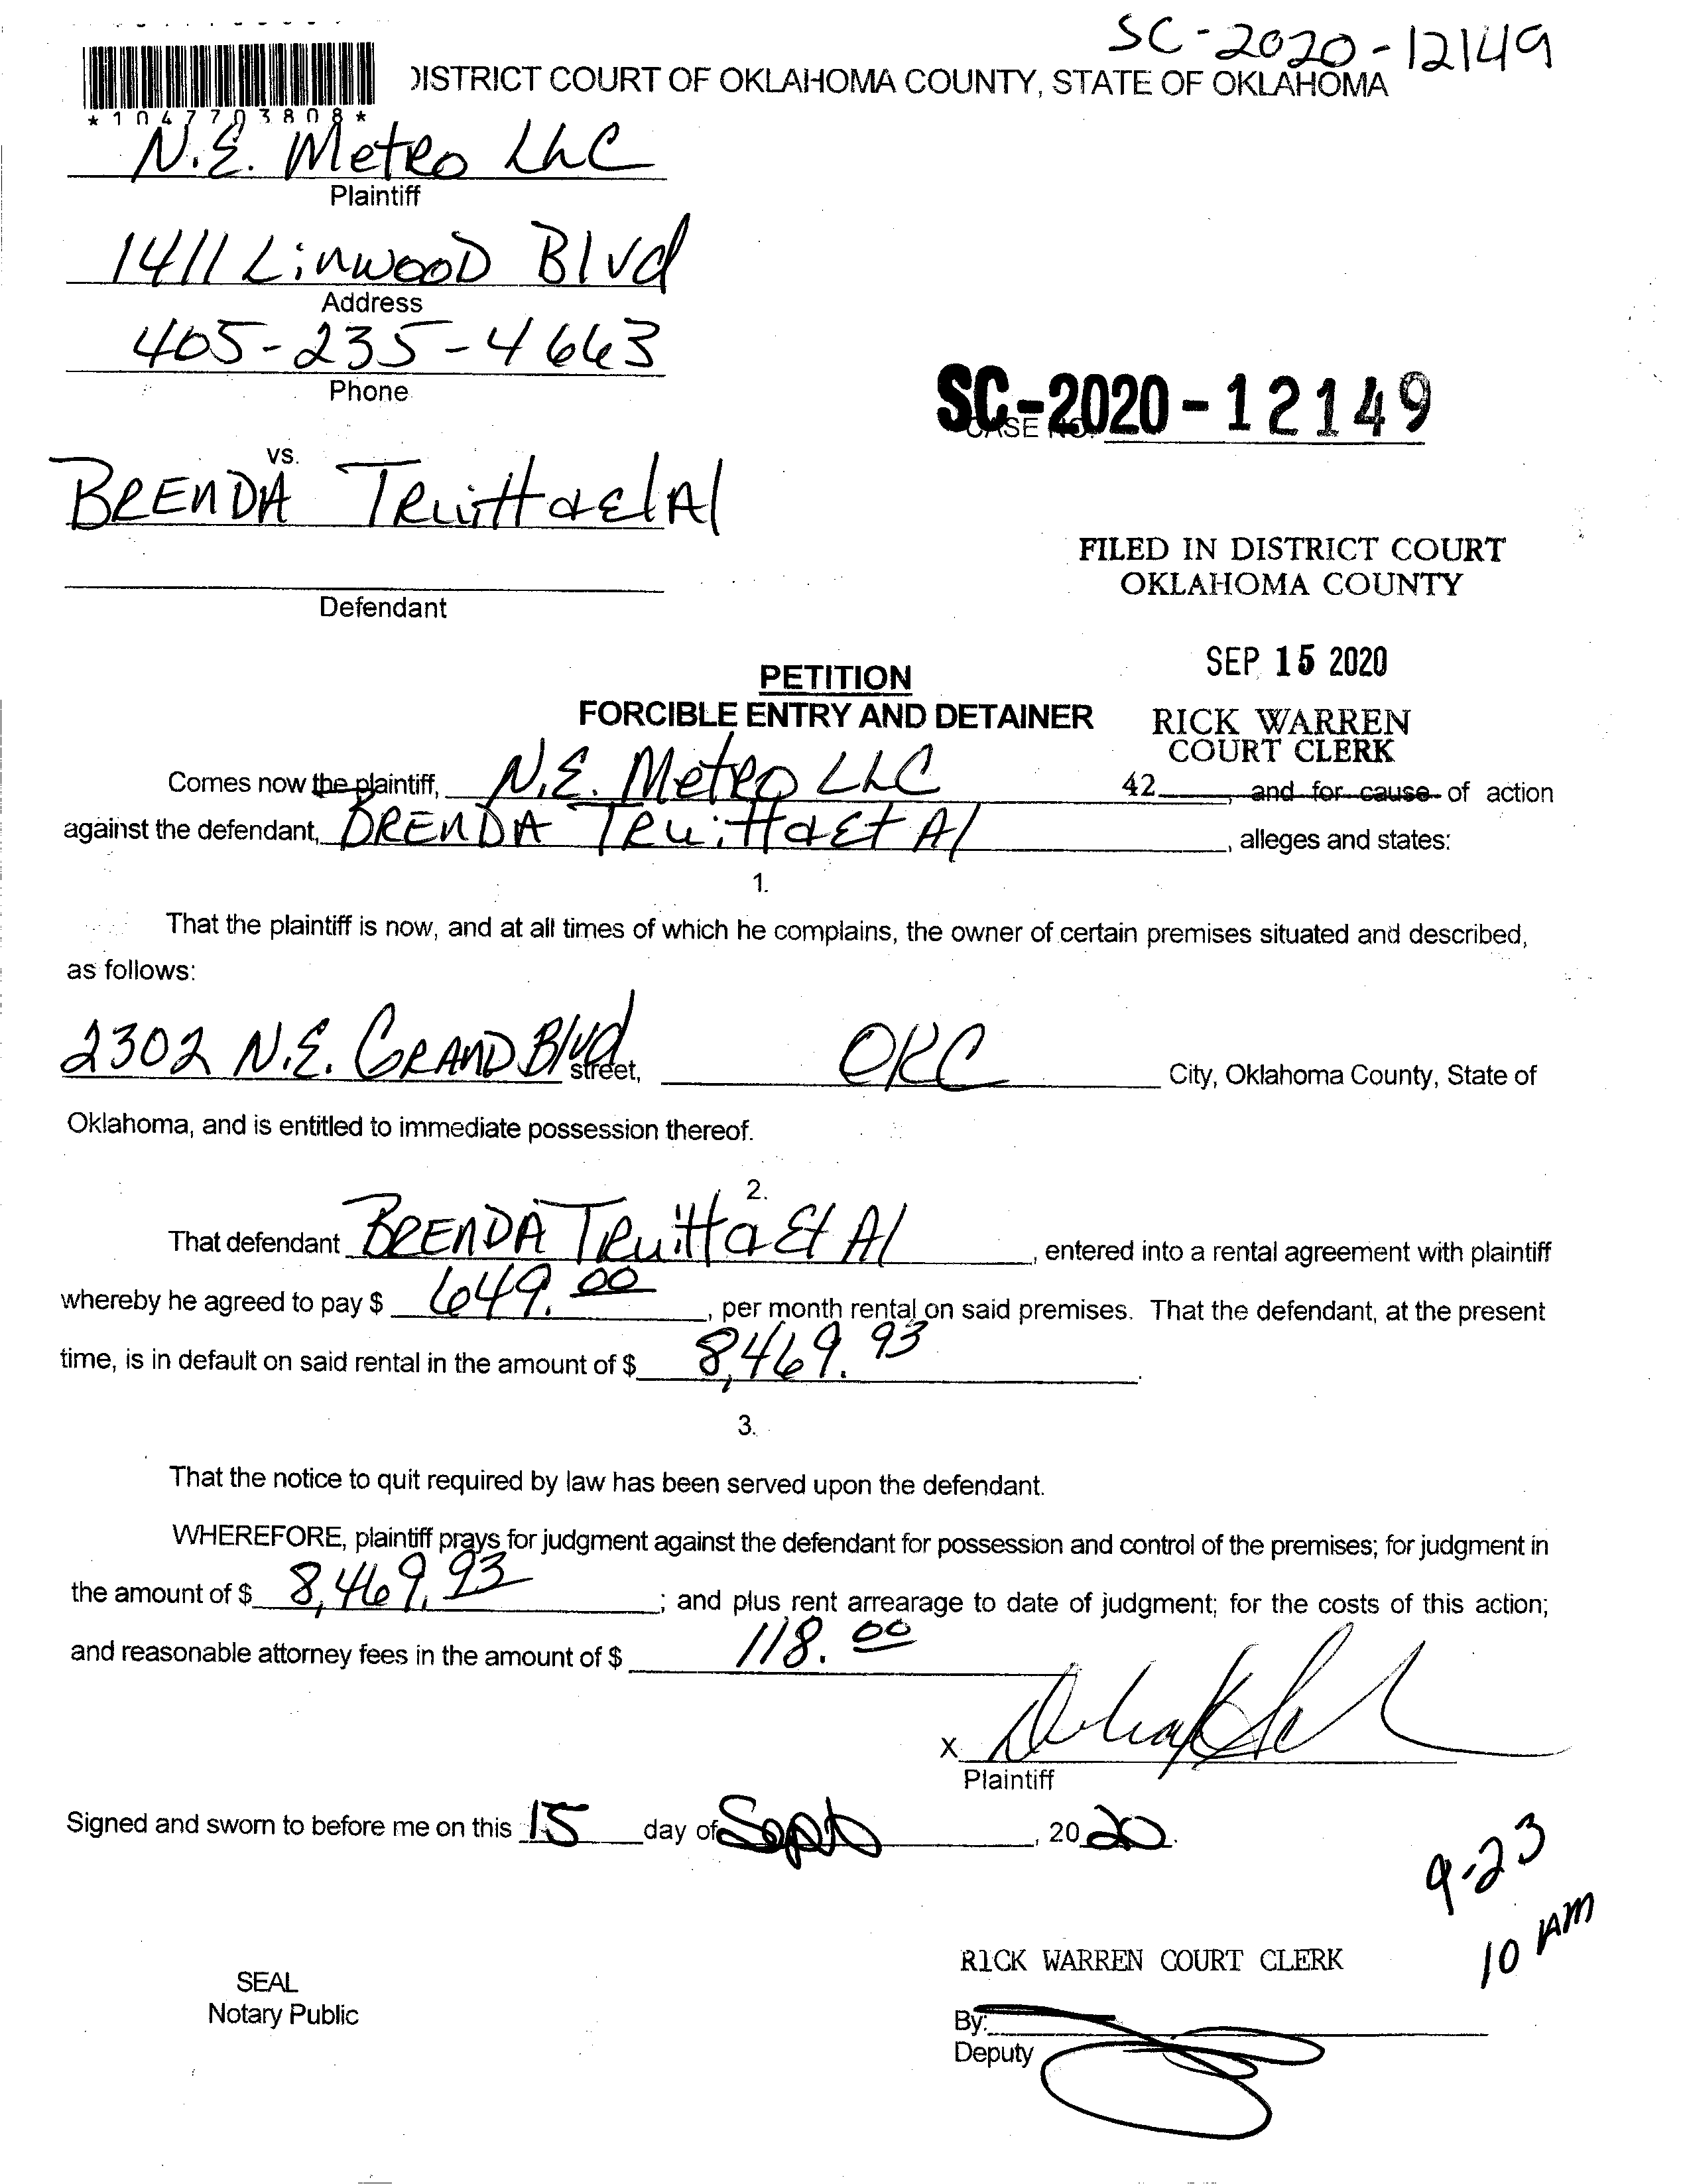 SC-2020-12149
DISTRICT COURT OF OKLAHOMA COUNTY, STATE OF OKLAHOMA
*1047703808*
N.E. Metro LLC
Plaintiff
1411 Linwood Blvd
Address
405-235-4663
Phone
SC-2020-12149
CASE NO.
vs.
BRENDA Truitt a et Al
Defendant
FILED IN DISTRICT COURT
OKLAHOMA COUNTY
SEP 15 2020
RICK WARREN
COURT CLERK
PETITION
FORCIBLE ENTRY AND DETAINER
Comes now the plaintiff, N.E. Metro LLC 42 , and for cause of action
against the defendant, BRENDA Truitt a Et Al , alleges and states:
1.
That the plaintiff is now, and at all times of which he complains, the owner of certain premises situated and described,
as follows:
2302 N.E. GRAND Blvd street, OKC City, Oklahoma County, State of
Oklahoma, and is entitled to immediate possession thereof.
2.
That defendant BRENDA Truitt a Et Al , entered into a rental agreement with plaintiff
whereby he agreed to pay $ 649.00 , per month rental on said premises. That the defendant, at the present
time, is in default on said rental in the amount of $ 8,469.93 .
3.
That the notice to quit required by law has been served upon the defendant.
WHEREFORE, plaintiff prays for judgment against the defendant for possession and control of the premises; for judgment in
the amount of $ 8,469.93 ; and plus rent arrearage to date of judgment; for the costs of this action;
and reasonable attorney fees in the amount of $ 118.00
X
Plaintiff
Signed and sworn to before me on this 15 day of Sept , 20 20.
9-23
10 AM
RICK WARREN COURT CLERK
SEAL
Notary Public
By:
Deputy